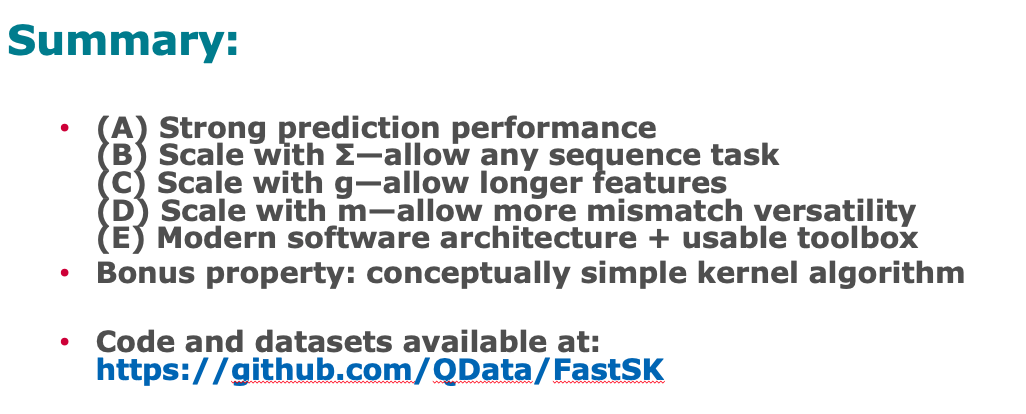 Summary:
• (A) Strong prediction performance
(B) Scale with Σ—allow any sequence task
(C) Scale with g—allow longer features
(D) Scale with m—allow more mismatch versatility
(E) Modern software architecture + usable toolbox
• Bonus property: conceptually simple kernel algorithm
• Code and datasets available at:
https://github.com/QData/FastSK